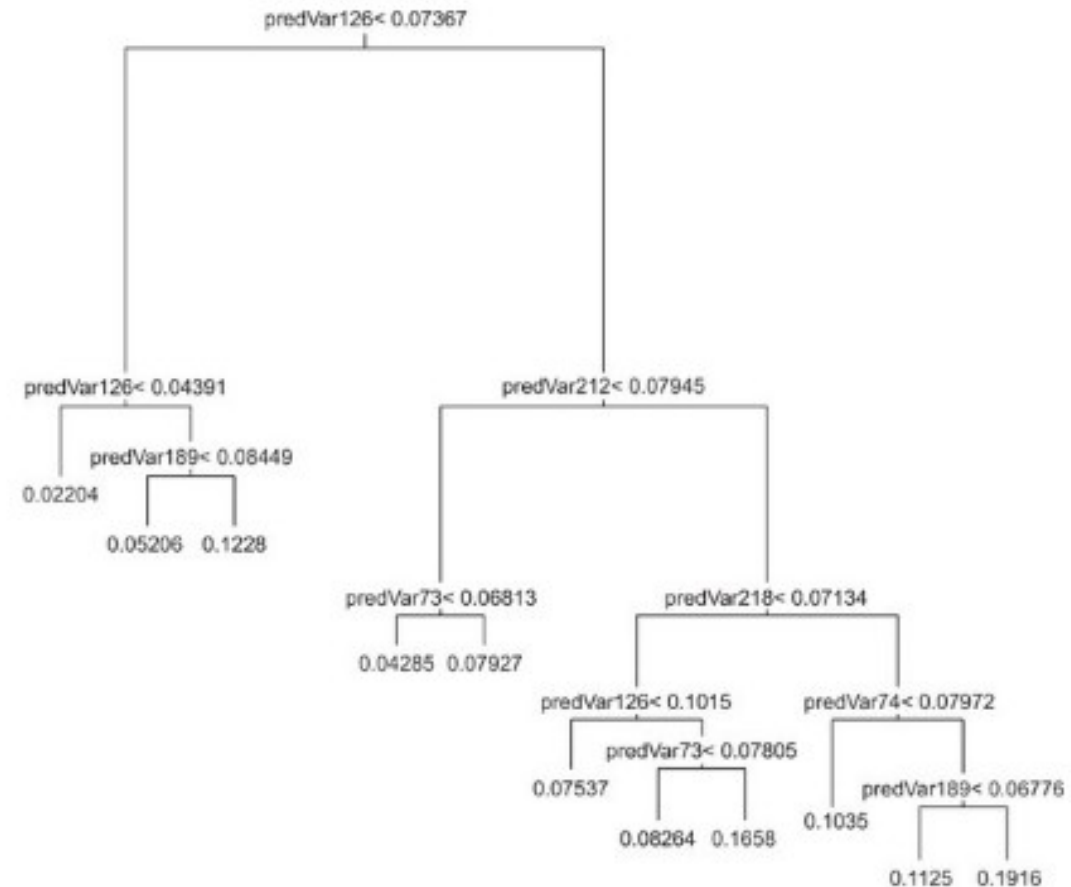 predVar126< 0.07367
predVar126< 0.04391
predVar212< 0.07945
predVar189< 0.08449
0.02204
0.05206
0.1228
predVar73< 0.06813
predVar218< 0.07134
0.04285
0.07927
predVar126< 0.1015
predVar74< 0.07972
predVar73< 0.07805
0.07537
predVar189< 0.06776
0.1035
0.08264
0.1658
0.1125
0.1916